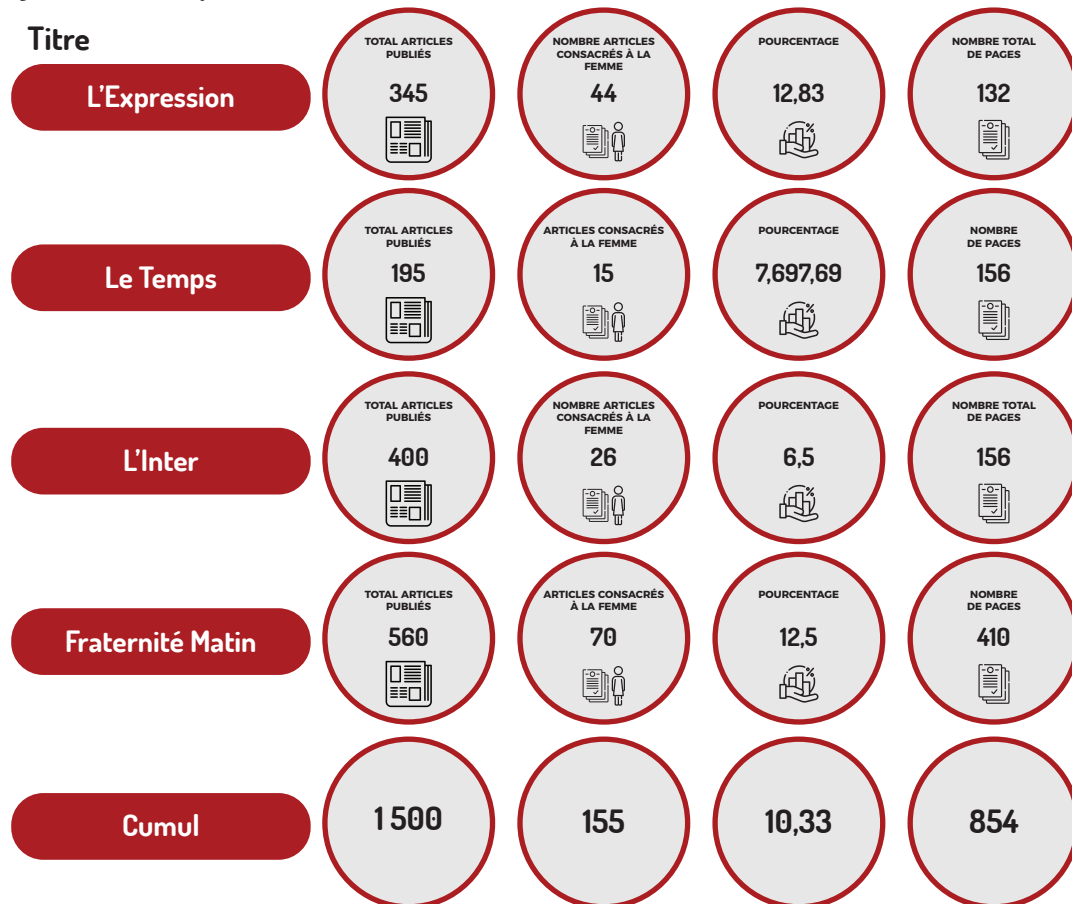 Titre
L'Expression
TOTAL ARTICLES
PUBLIÉS
345
NOMBRE ARTICLES
CONSACRÉS À LA
FEMME
44
POURCENTAGE
12,83
NOMBRE TOTAL
DE PAGES
132
Le Temps
TOTAL ARTICLES
PUBLIÉS
195
ARTICLES CONSACRÉS
À LA FEMME
15
POURCENTAGE
7,697,69
NOMBRE
DE PAGES
156
L'Inter
TOTAL ARTICLES
PUBLIÉS
400
NOMBRE ARTICLES
CONSACRÉS À LA
FEMME
26
POURCENTAGE
6,5
NOMBRE TOTAL
DE PAGES
156
Fraternité Matin
TOTAL ARTICLES
PUBLIÉS
560
ARTICLES CONSACRÉS
À LA FEMME
70
POURCENTAGE
12,5
NOMBRE
DE PAGES
410
Cumul
1 500
155
10,33
854